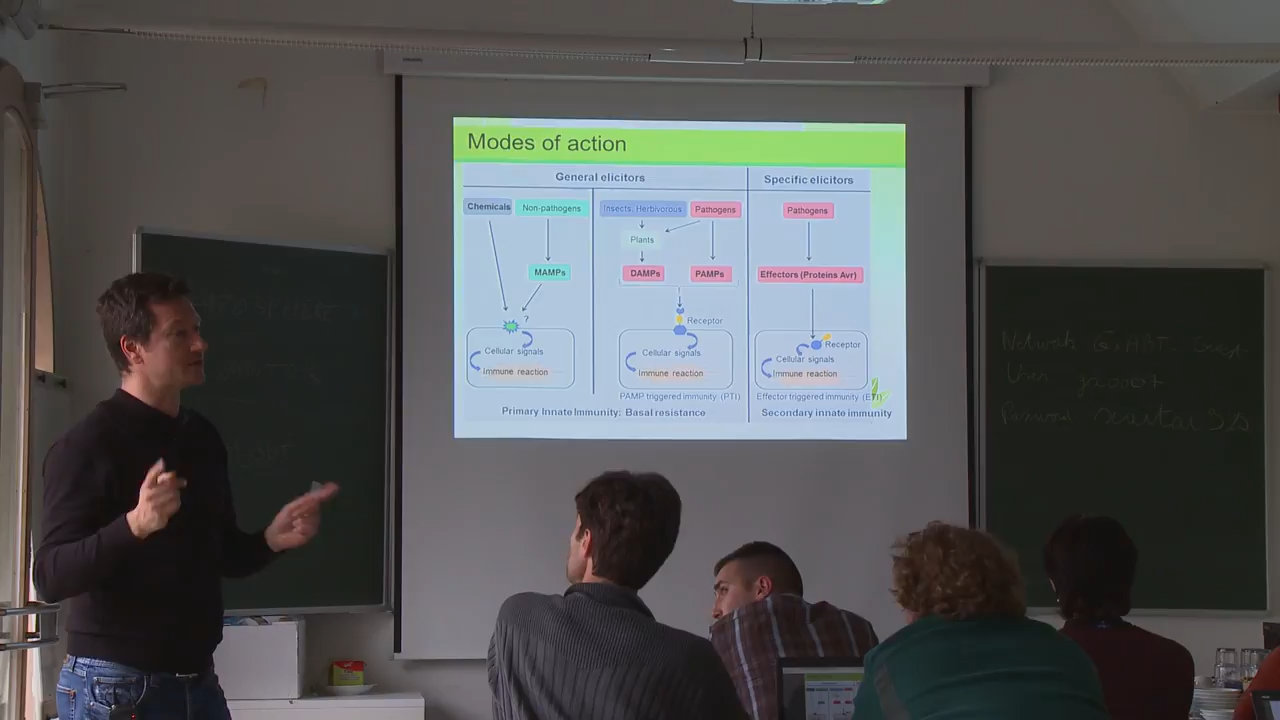 Modes of action
General elicitors
Specific elicitors
Chemicals
Non-pathogens
Insects, Herbivorous
Pathogens
Pathogens
Plants
MAMPs
DAMPs
PAMPs
Effectors (Proteins Avr)
?
Receptor
Receptor
Cellular signals
Cellular signals
Cellular signals
Immune reaction
Immune reaction
Immune reaction
PAMP triggered immunity (PTI)
Effector triggered immunity (ETI)
Primary Innate Immunity: Basal resistance
Secondary innate immunity
Network